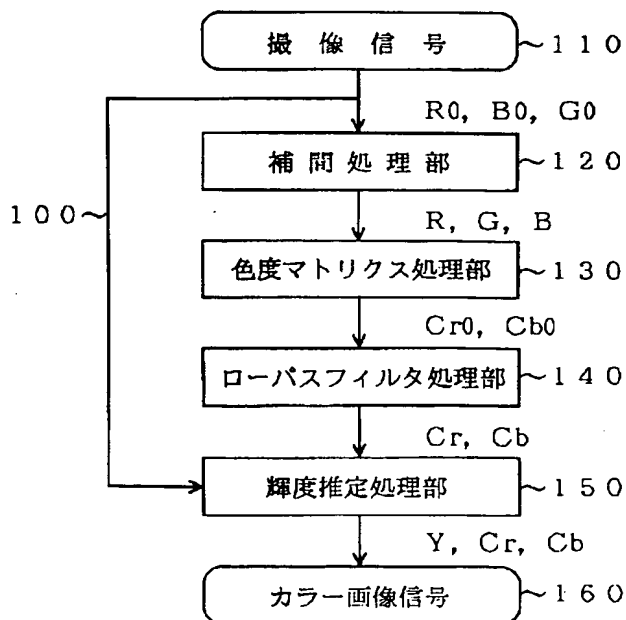 撮像信号 ~110
R0, B0, G0
補間処理部 ~120
100~
R, G, B
色度マトリクス処理部 ~130
Cr0, Cb0
ローパスフィルタ処理部 ~140
Cr, Cb
輝度推定処理部 ~150
Y, Cr, Cb
カラー画像信号 ~160